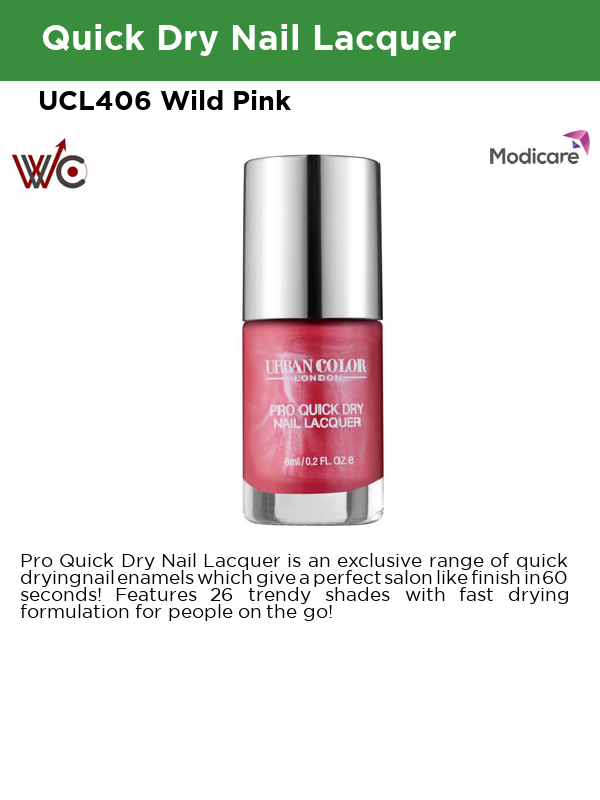 Quick Dry Nail Lacquer
UCL406 Wild Pink
WC
Modicare
URBAN COLOR
LONDON
PRO QUICK DRY
NAIL LACQUER
6ml/0.2 FL. OZ. e
Pro Quick Dry Nail Lacquer is an exclusive range of quick
dryingnail enamels which give a perfect salon like finish in 60
seconds! Features 26 trendy shades with fast drying
formulation for people on the go!